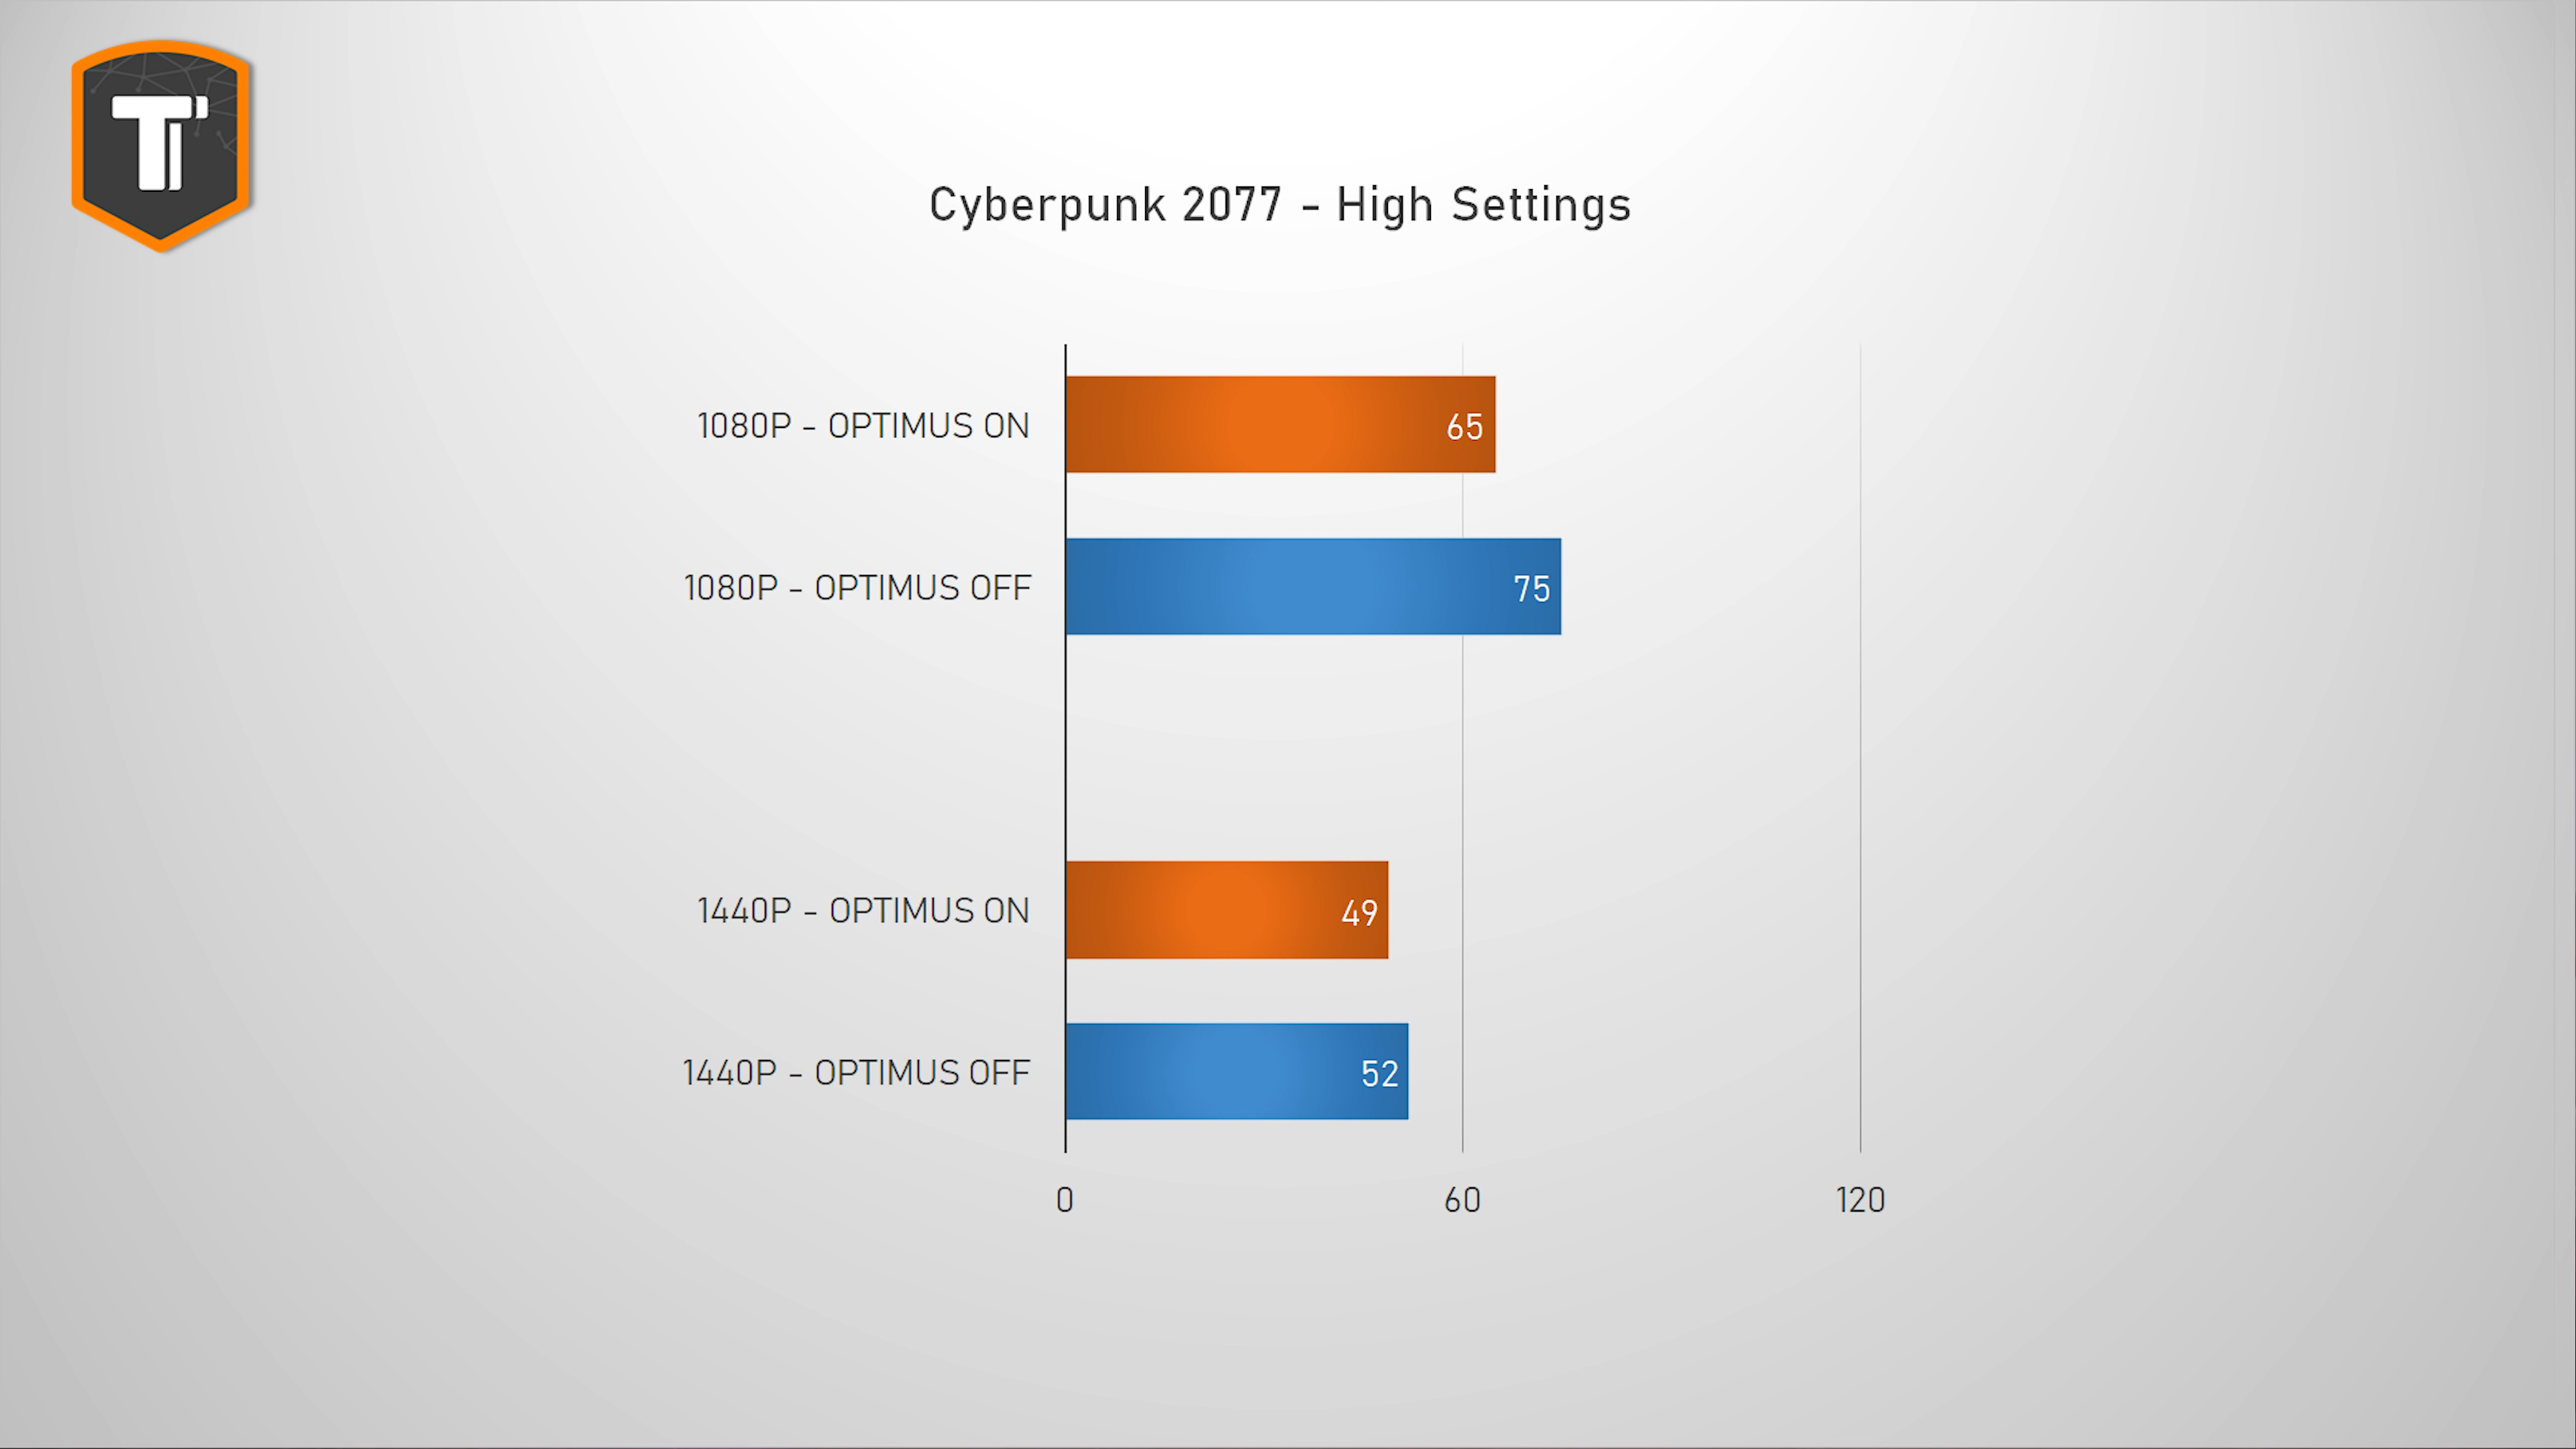 Cyberpunk 2077 - High Settings
1080P - OPTIMUS ON
65
1080P - OPTIMUS OFF
75
1440P - OPTIMUS ON
49
1440P - OPTIMUS OFF
52
0 60 120